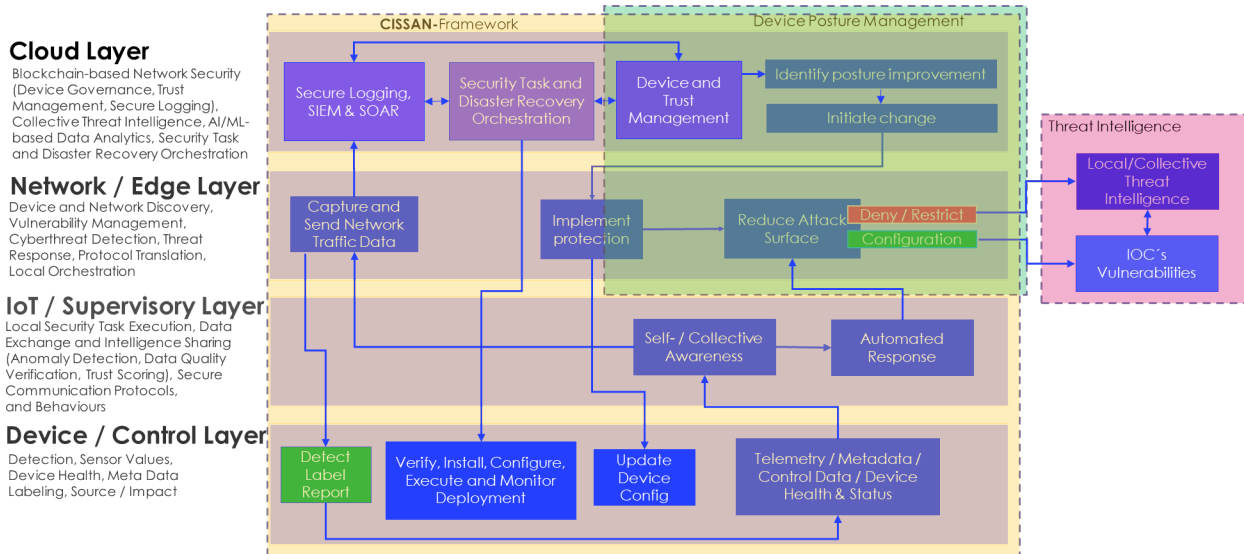 CISSAN-Framework
Device Posture Management
Cloud Layer
Blockchain-based Network Security
(Device Governance, Trust
Management, Secure Logging),
Collective Threat Intelligence, AI/ML-
based Data Analytics, Security Task
and Disaster Recovery Orchestration
Secure Logging,
SIEM & SOAR
Security Task and
Disaster Recovery
Orchestration
Device and
Trust
Management
Identify posture improvement
Initiate change
Threat Intelligence
Local/Collective
Threat
Intelligence
IOC´s
Vulnerabilities
Network / Edge Layer
Device and Network Discovery,
Vulnerability Management,
Cyberthreat Detection, Threat
Response, Protocol Translation,
Local Orchestration
Capture and
Send Network
Traffic Data
Implement
protection
Reduce Attack
Surface
Deny / Restrict
Configuration
IoT / Supervisory Layer
Local Security Task Execution, Data
Exchange and Intelligence Sharing
(Anomaly Detection, Data Quality
Verification, Trust Scoring), Secure
Communication Protocols,
and Behaviours
Self- / Collective
Awareness
Automated
Response
Device / Control Layer
Detection, Sensor Values,
Device Health, Meta Data
Labeling, Source / Impact
Detect
Label
Report
Verify, Install, Configure,
Execute and Monitor
Deployment
Update
Device
Config
Telemetry / Metadata /
Control Data / Device
Health & Status